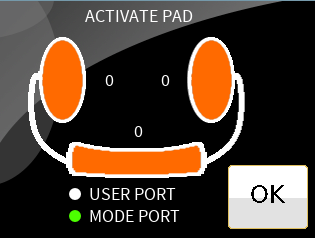 ACTIVATE PAD
0 0
0
USER PORT
MODE PORT
OK